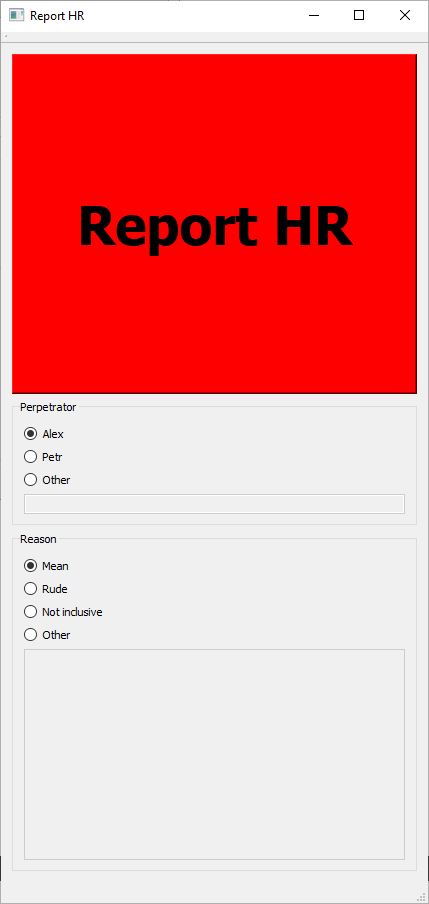 Report HR
Report HR
Perpetrator
Alex
Petr
Other
Reason
Mean
Rude
Not inclusive
Other